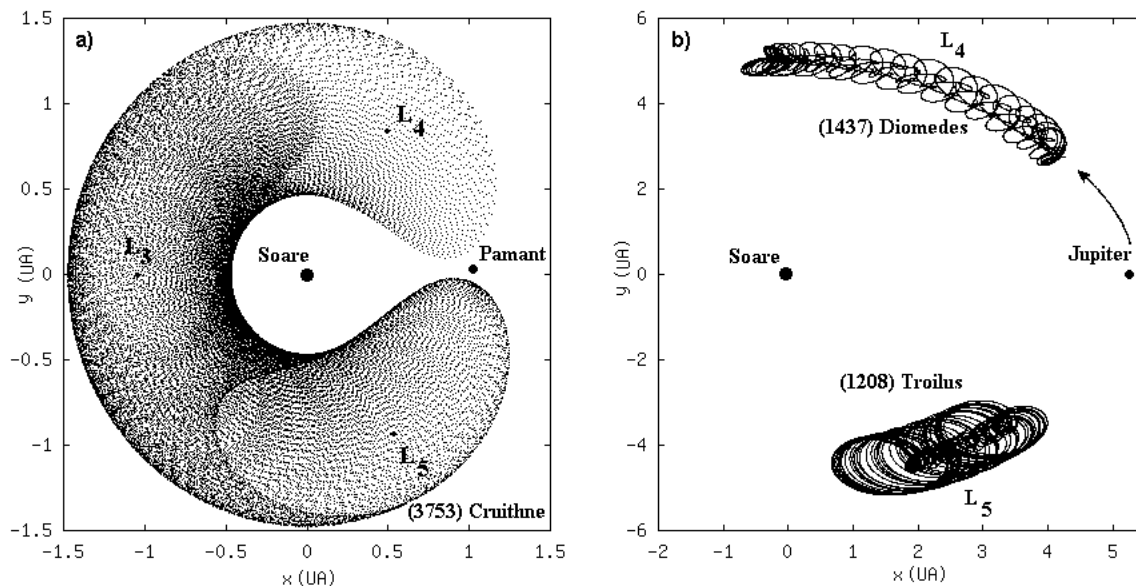 a)
1.5
1
0.5
0
-0.5
-1
-1.5
y (UA)
L4
L3
Soare
Pamant
L5
(3753) Cruithne
-1.5 -1 -0.5 0 0.5 1 1.5
x (UA)
b)
6
4
2
0
-2
-4
-6
y (UA)
L4
(1437) Diomedes
Soare
Jupiter
(1208) Troilus
L5
-2 -1 0 1 2 3 4 5
x (UA)